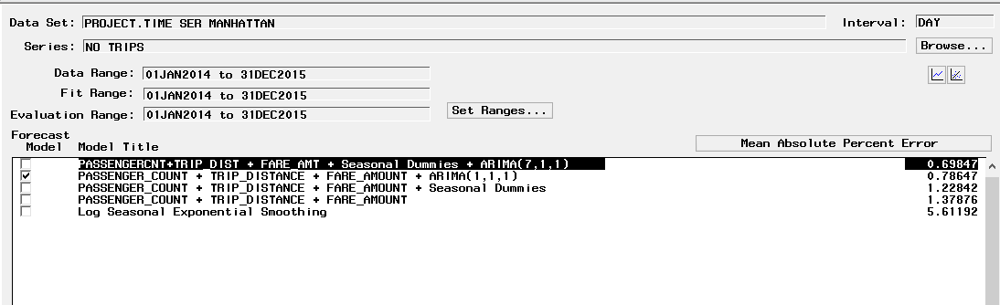 Data Set: PROJECT.TIME SER MANHATTAN Interval: DAY
Series: NO TRIPS Browse...
Data Range: 01JAN2014 to 31DEC2015
Fit Range: 01JAN2014 to 31DEC2015
Evaluation Range: 01JAN2014 to 31DEC2015 Set Ranges...
Forecast
Model Model Title Mean Absolute Percent Error
PASSENGERCNT+TRIP_DIST + FARE_AMT + Seasonal Dummies + ARIMA(7,1,1) 0.69847
PASSENGER_COUNT + TRIP_DISTANCE + FARE_AMOUNT + ARIMA(1,1,1) 0.78647
PASSENGER_COUNT + TRIP_DISTANCE + FARE_AMOUNT + Seasonal Dummies 1.22842
PASSENGER_COUNT + TRIP_DISTANCE + FARE_AMOUNT 1.37876
Log Seasonal Exponential Smoothing 5.61192